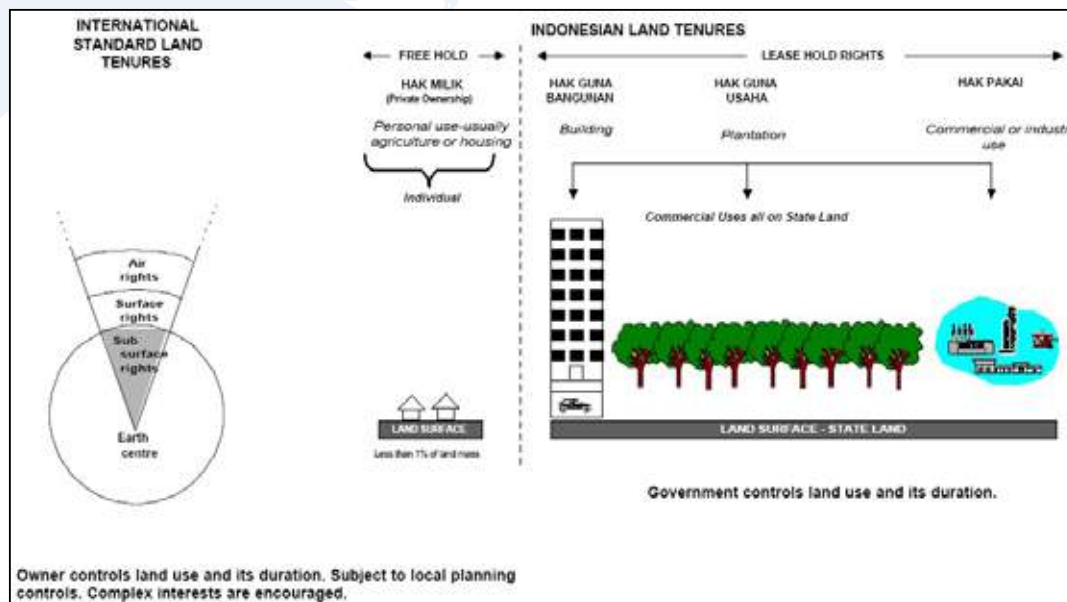 INTERNATIONAL
STANDARD LAND
TENURES
INDONESIAN LAND TENURES
FREE HOLD
LEASE HOLD RIGHTS
HAK MILIK
(Private Ownership)
HAK GUNA
BANGUNAN
HAK GUNA
USAHA
HAK PAKAI
Personal use-usually
agriculture or housing
Building
Plantation
Commercial or industri
use
Individual
Commercial Uses all on State Land
Air
rights
Surface
rights
Sub
surface
rights
Earth
centre
LAND SURFACE
Less than 1% of land mass
LAND SURFACE - STATE LAND
Government controls land use and its duration.
Owner controls land use and its duration. Subject to local planning
controls. Complex interests are encouraged.